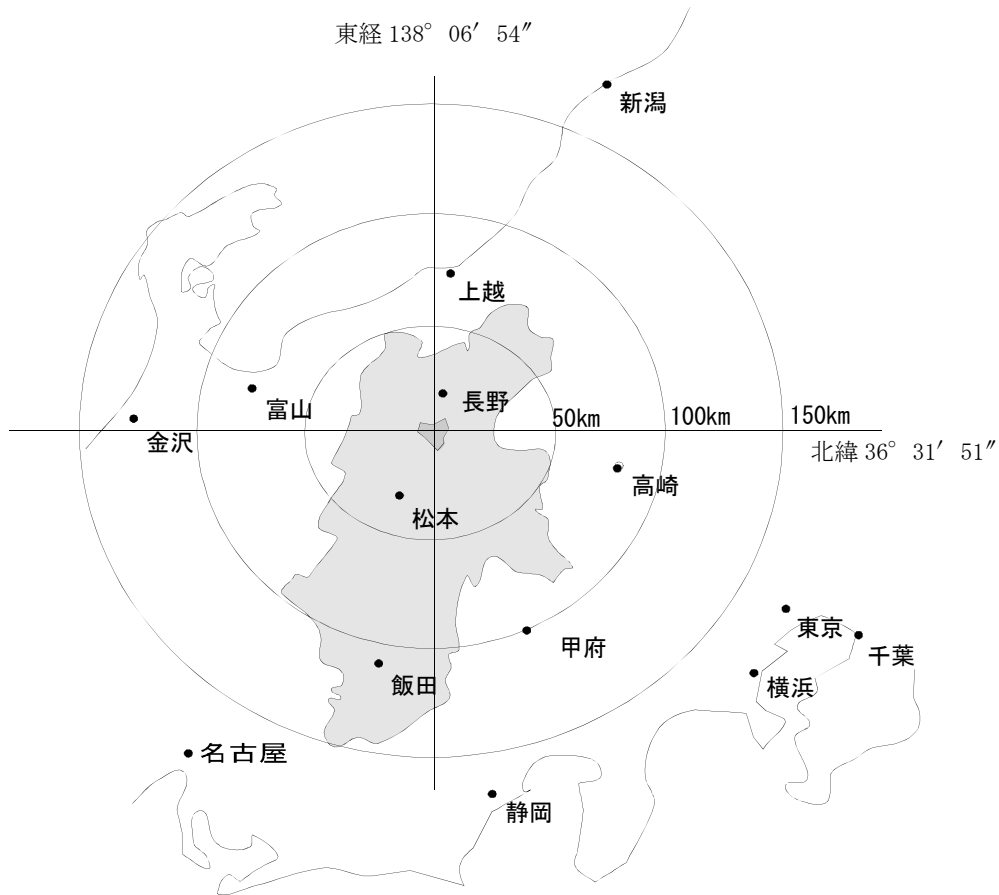 東経 138° 06′ 54″
新潟
上越
長野
富山
金沢
50km
100km
150km
北緯 36° 31′ 51″
高崎
松本
東京
千葉
甲府
横浜
飯田
名古屋
静岡